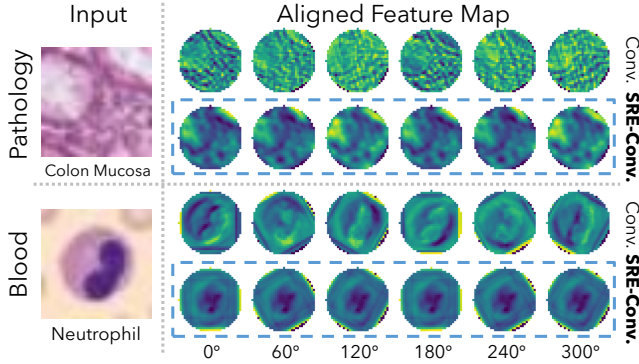 Input
Aligned Feature Map
Pathology
Colon Mucosa
Conv.
SRE-Conv.
Blood
Neutrophil
Conv.
SRE-Conv.
0° 60° 120° 180° 240° 300°